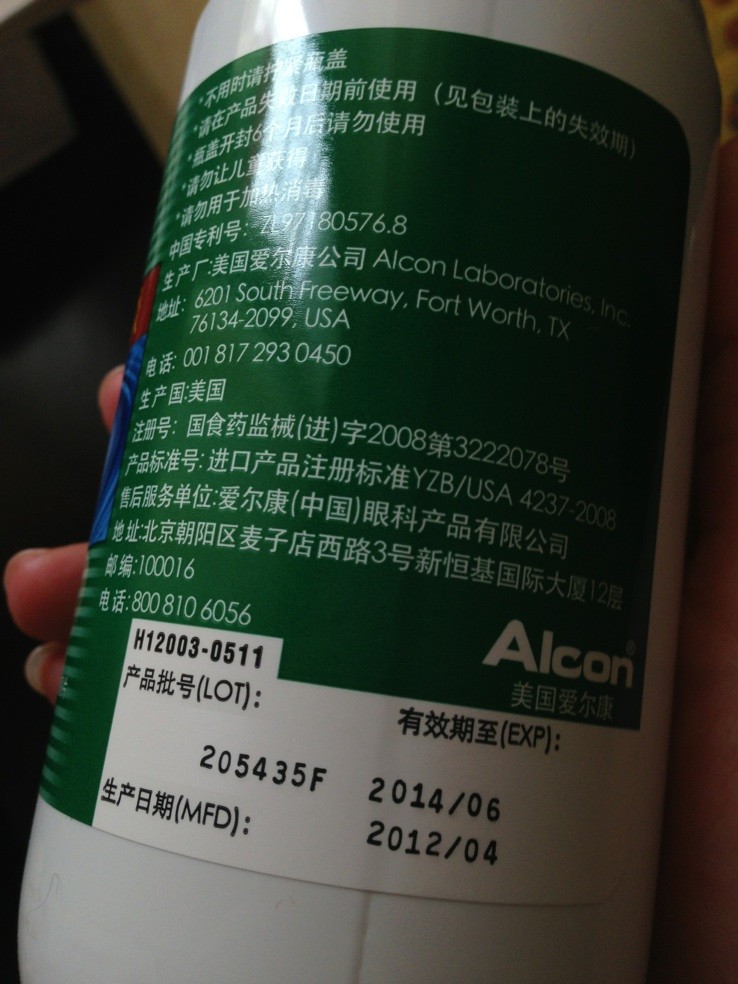 *不用时请拧紧瓶盖
*请在产品失效日期前使用（见包装上的失效期）
*瓶盖开封6个月后请勿使用
*请勿让儿童获得
*请勿用于加热消毒
中国专利号：ZL97180576.8
生产厂:美国爱尔康公司 Alcon Laboratories, Inc.
地址：6201 South Freeway, Fort Worth, TX
76134-2099, USA
电话: 001 817 293 0450
生产国:美国
注册号：国食药监械(进)字2008第3222078号
产品标准号: 进口产品注册标准YZB/USA 4237-2008
售后服务单位:爱尔康(中国)眼科产品有限公司
地址:北京朝阳区麦子店西路3号新恒基国际大厦12层
邮编:100016
电话:800 810 6056
Alcon®
美国爱尔康
H12003-0511
产品批号(LOT)：
有效期至(EXP)：
205435F 2014/06
生产日期(MFD)： 2012/04